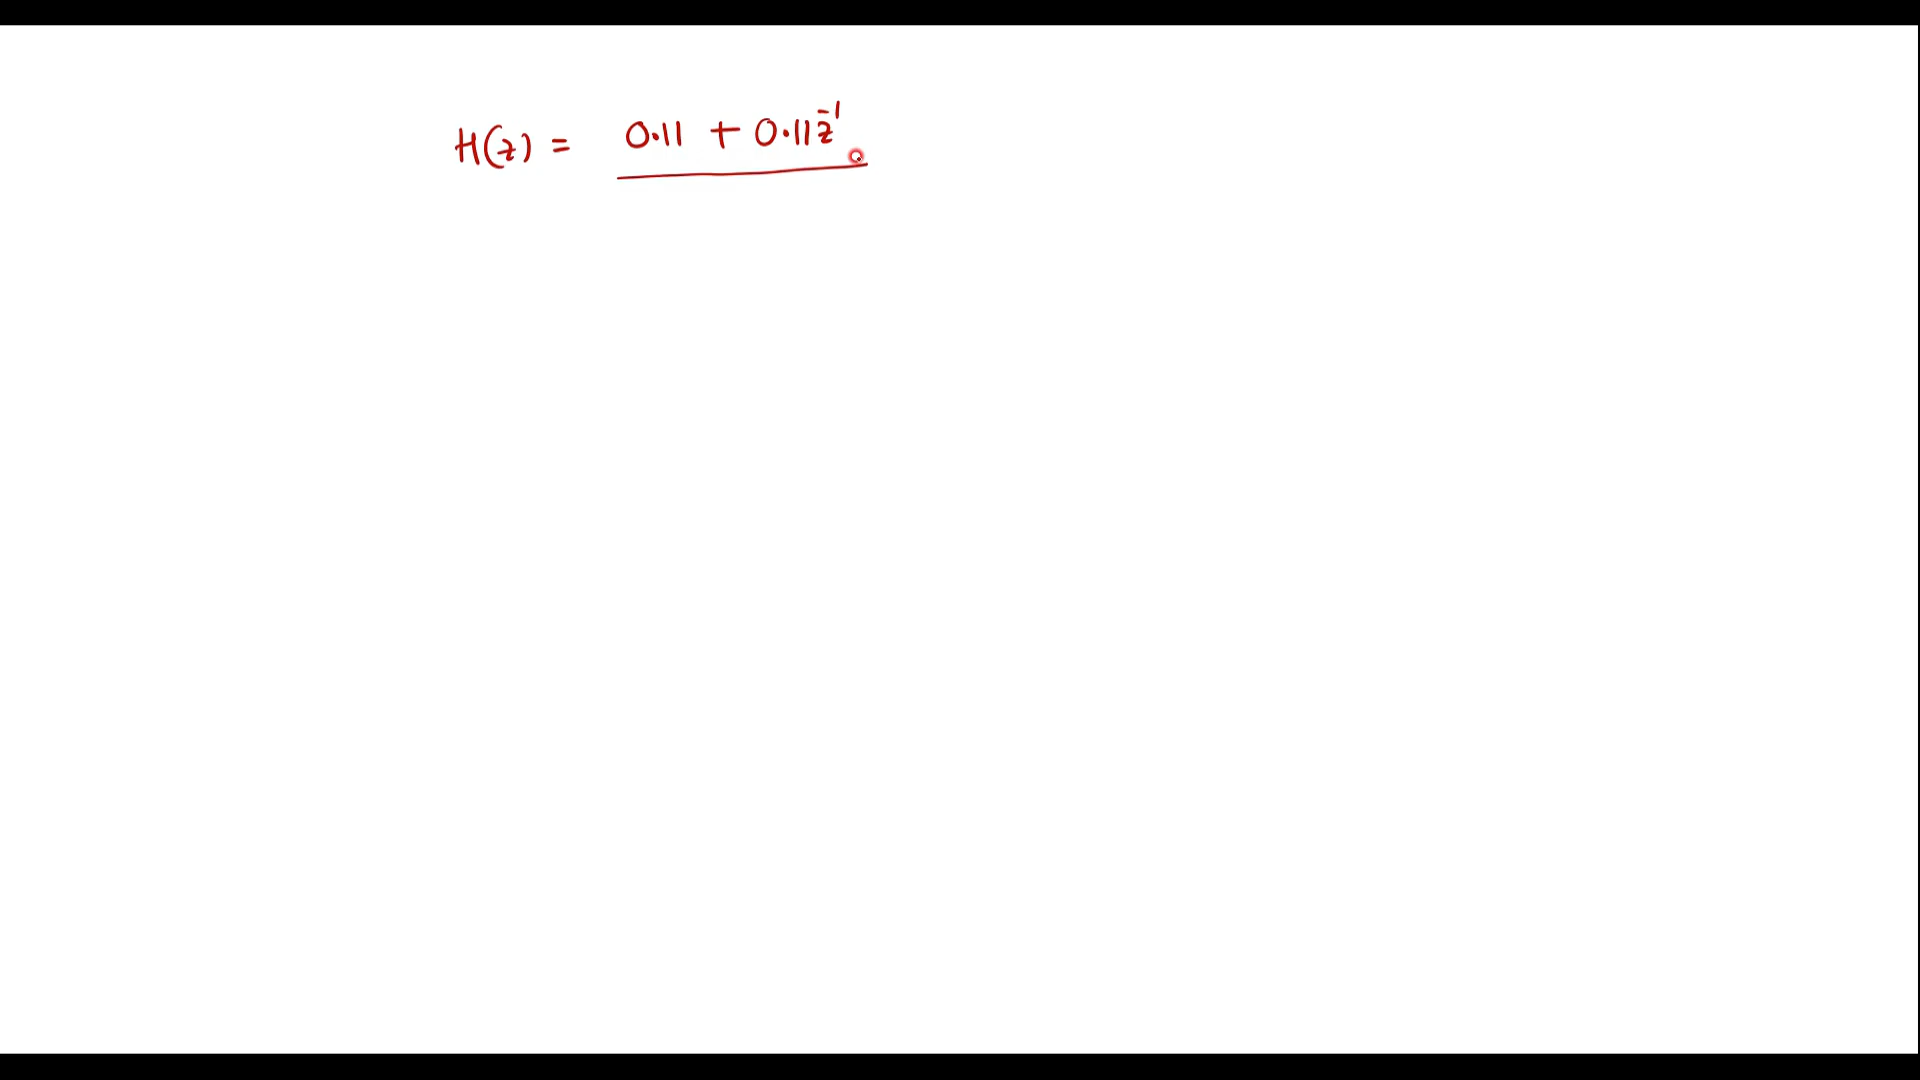 H(z) = 0.11 + 0.11z⁻¹